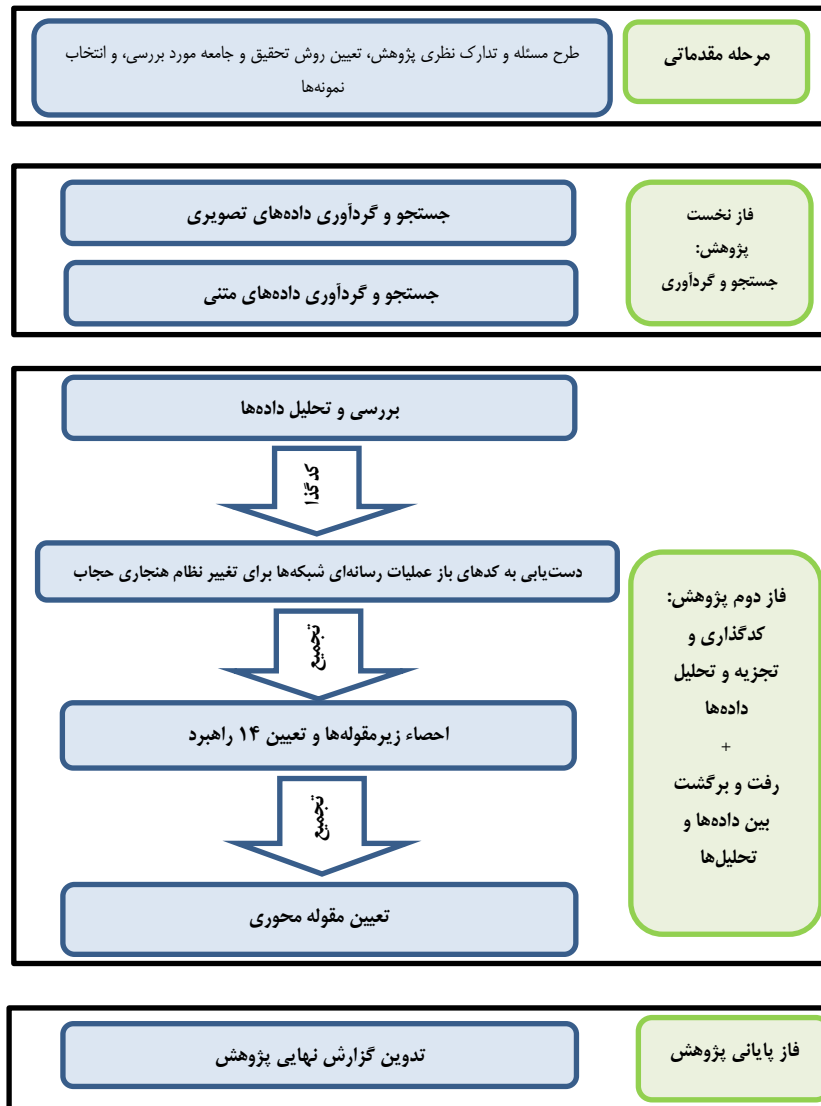 مرحله مقدماتی
طرح مسئله و تدارک نظری پژوهش، تعیین روش تحقیق و جامعه مورد بررسی، و انتخاب
نمونه‌ها
فاز نخست
پژوهش:
جستجو و گردآوری
جستجو و گردآوری داده‌های تصویری
جستجو و گردآوری داده‌های متنی
فاز دوم پژوهش:
کدگذاری و
تجزیه و تحلیل
داده‌ها
+
رفت و برگشت
بین داده‌ها و
تحلیل‌ها
بررسی و تحلیل داده‌ها
کدگذا
دست‌یابی به کدهای باز عملیات رسانه‌ای شبکه‌ها برای تغییر نظام هنجاری حجاب
تجمیع
احصاء زیرمقوله‌ها و تعیین ۱۴ راهبرد
تجمیع
تعیین مقوله محوری
فاز پایانی پژوهش
تدوین گزارش نهایی پژوهش